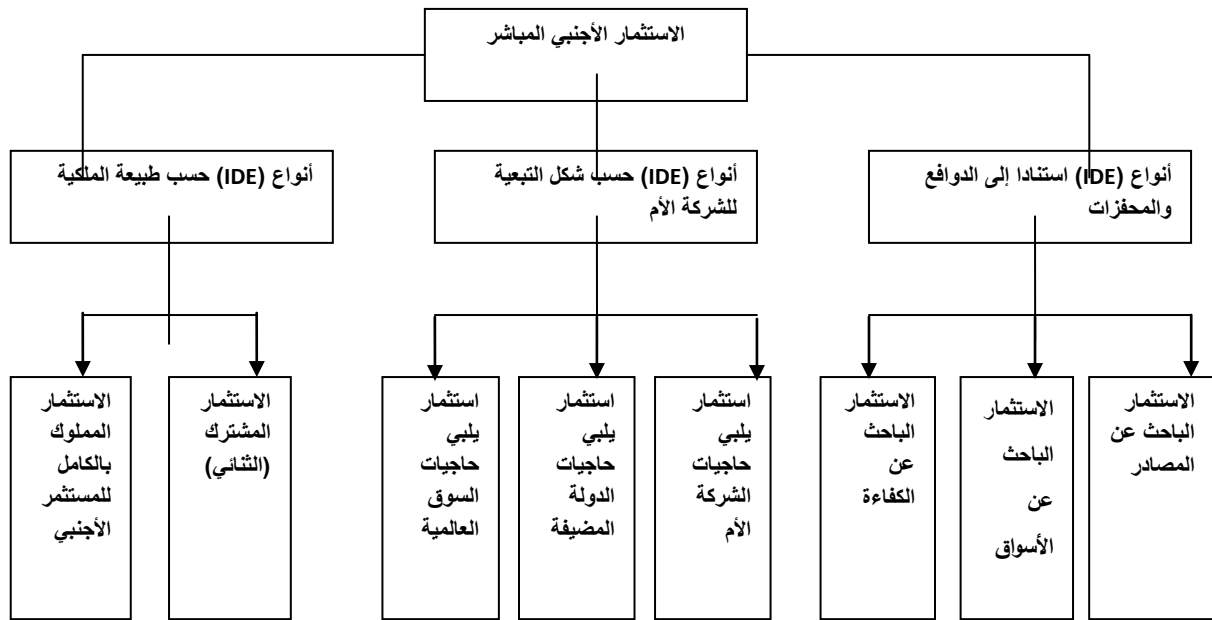 الاستثمار الأجنبي المباشر
أنواع (IDE) استنادا إلى الدوافع
والمحفزات
أنواع (IDE) حسب شكل التبعية
للشركة الأم
أنواع (IDE) حسب طبيعة الملكية
الاستثمار
الباحث عن
المصادر
الاستثمار
الباحث
عن
الأسواق
الاستثمار
الباحث
عن
الكفاءة
استثمار
يلبي
حاجيات
الشركة
الأم
استثمار
يلبي
حاجيات
الدولة
المضيفة
استثمار
يلبي
حاجيات
السوق
العالمية
الاستثمار
المشترك
(الثنائي)
الاستثمار
المملوك
بالكامل
للمستثمر
الأجنبي